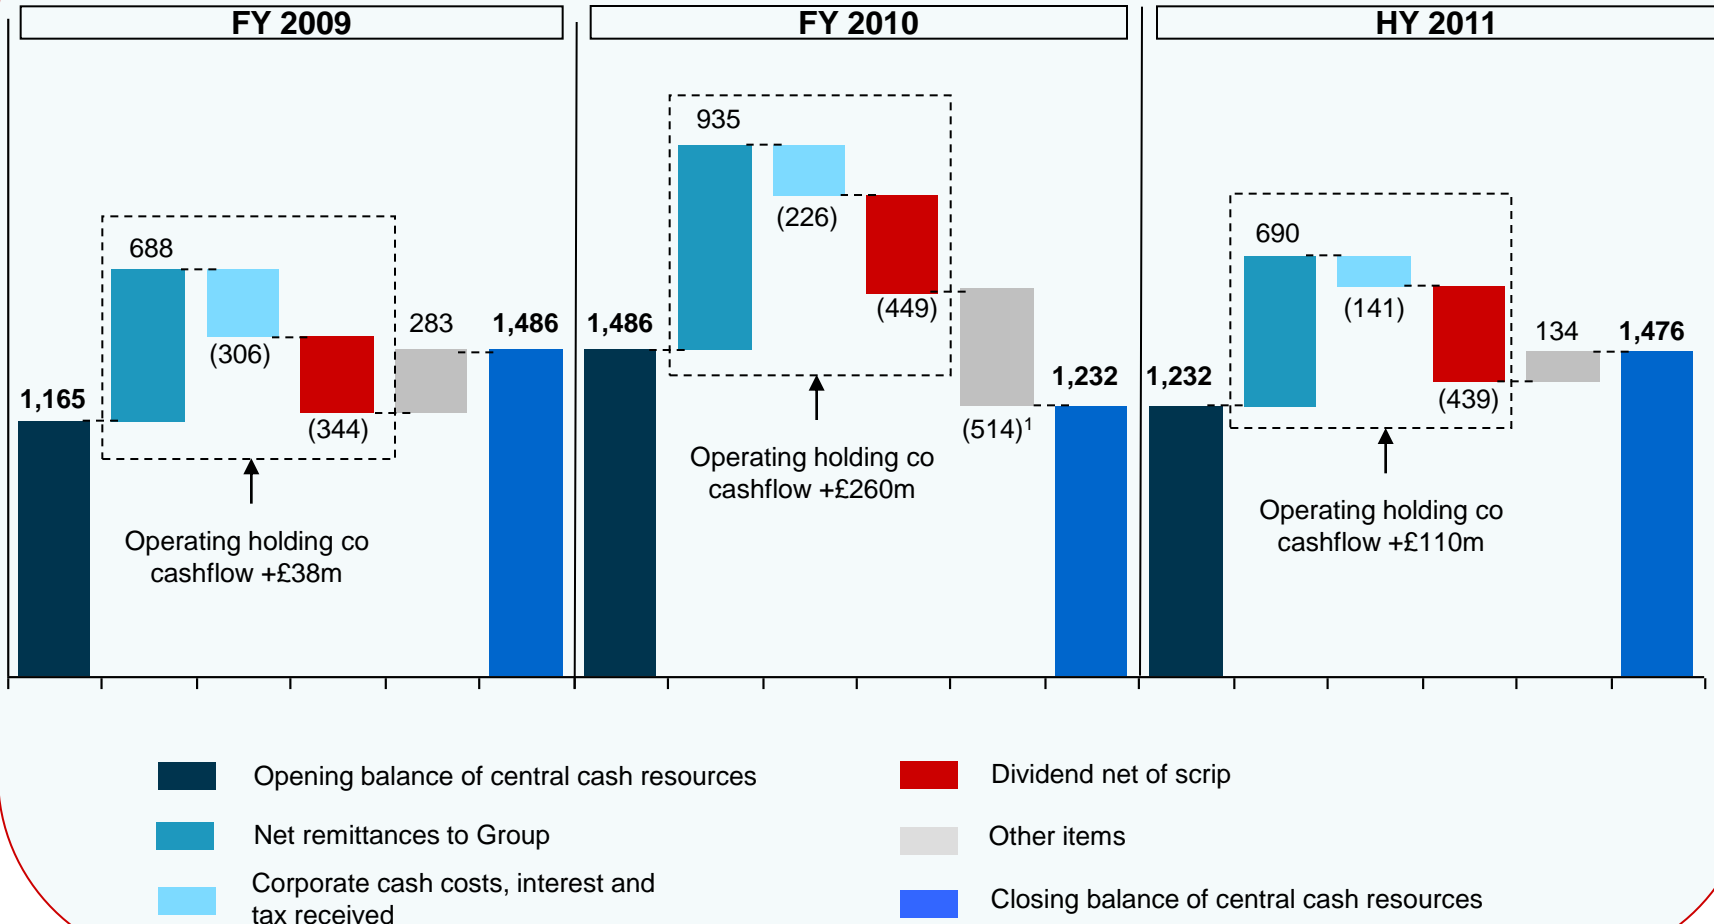 FY 2009
FY 2010
HY 2011
1,165
688
(306)
(344)
283
1,486
Operating holding co
cashflow +£38m
1,486
935
(226)
(449)
(514)¹
1,232
Operating holding co
cashflow +£260m
1,232
690
(141)
(439)
134
1,476
Operating holding co
cashflow +£110m
Opening balance of central cash resources
Net remittances to Group
Corporate cash costs, interest and
tax received
Dividend net of scrip
Other items
Closing balance of central cash resources